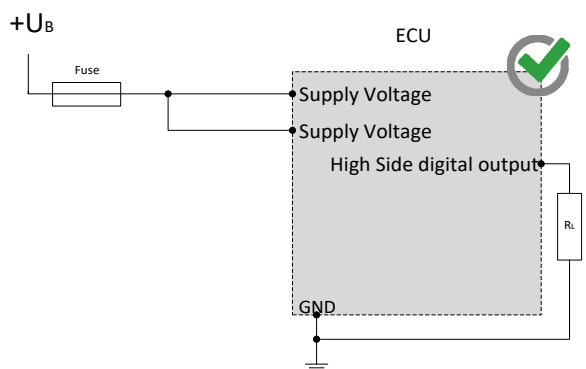 +UB
ECU
Fuse
Supply Voltage
Supply Voltage
High Side digital output
RL
GND